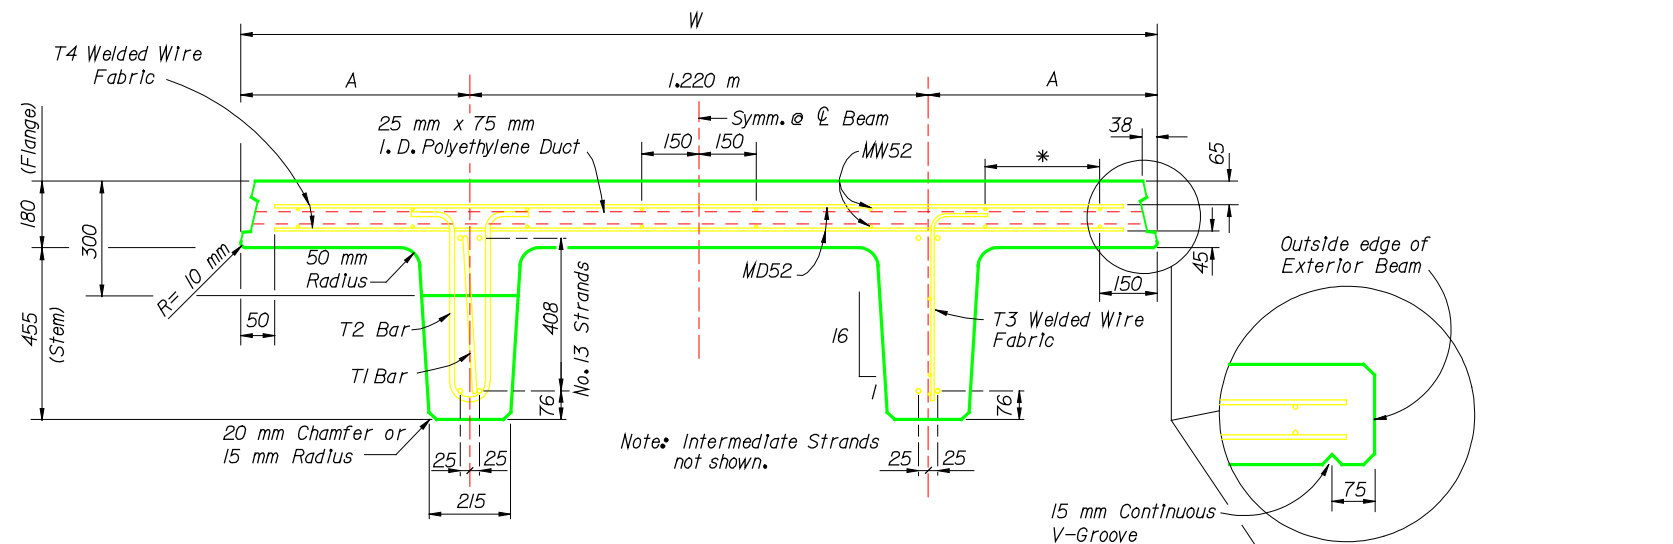 W
T4 Welded Wire
Fabric
A
1.220 m
A
25 mm x 75 mm
I.D. Polyethylene Duct
Symm. @ ℄ Beam
150
150
MW52
*
38
65
(Flange)
180
300
R= 10 mm
50 mm
Radius
MD52
45
150
Outside edge of
Exterior Beam
455
(Stem)
50
T2 Bar
T1 Bar
408
No. 13 Strands
76
16
1
T3 Welded Wire
Fabric
76
20 mm Chamfer or
15 mm Radius
25
25
215
Note: Intermediate Strands
not shown.
25
25
75
15 mm Continuous
V-Groove